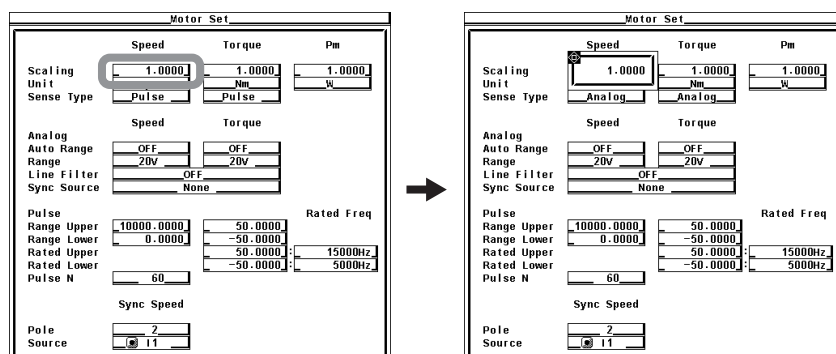 Motor Set
Speed Torque Pm
Scaling 1.0000 1.0000 1.0000
Unit Nm W
Sense Type Pulse Pulse
Speed Torque
Analog
Auto Range OFF OFF
Range 20V 20V
Line Filter OFF
Sync Source None
Pulse Rated Freq
Range Upper 10000.0000 50.0000
Range Lower 0.0000 -50.0000
Rated Upper 50.0000 : 15000Hz
Rated Lower -50.0000 : 5000Hz
Pulse N 60
Sync Speed
Pole 2
Source I1
Motor Set
Speed Torque Pm
Scaling 1.0000 1.0000 1.0000
Unit Nm W
Sense Type Analog Analog
Speed Torque
Analog
Auto Range OFF OFF
Range 20V 20V
Line Filter OFF
Sync Source None
Pulse Rated Freq
Range Upper 10000.0000 50.0000
Range Lower 0.0000 -50.0000
Rated Upper 50.0000 : 15000Hz
Rated Lower -50.0000 : 5000Hz
Pulse N 60
Sync Speed
Pole 2
Source I1